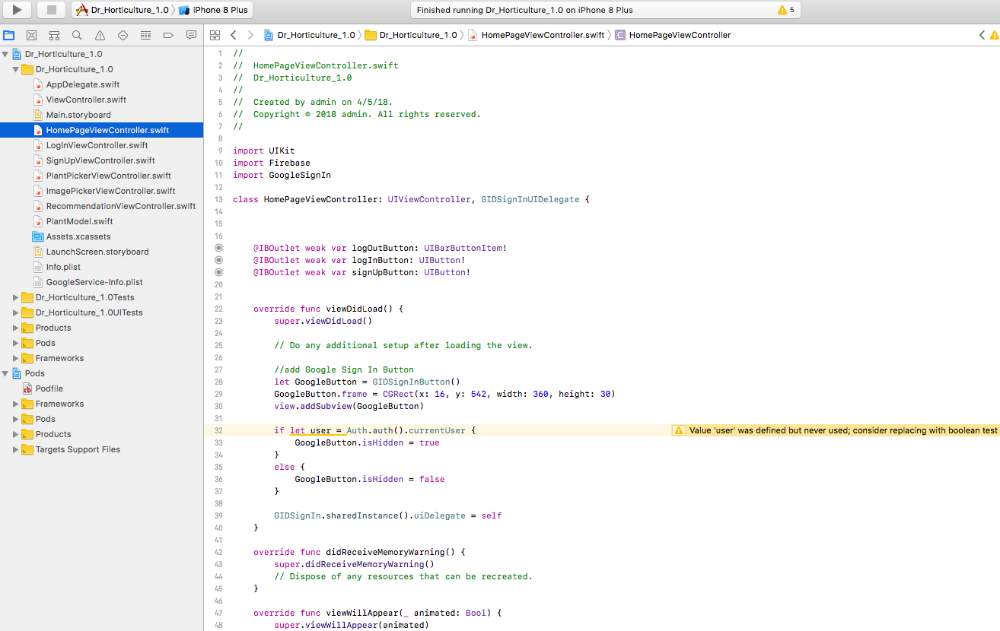 Dr_Horticulture_1.0 〉 iPhone 8 Plus
Finished running Dr_Horticulture_1.0 on iPhone 8 Plus
5
Dr_Horticulture_1.0 〉 Dr_Horticulture_1.0 〉 HomePageViewController.swift 〉 C HomePageViewController
Dr_Horticulture_1.0
Dr_Horticulture_1.0
AppDelegate.swift
ViewController.swift
Main.storyboard
HomePageViewController.swift
LogInViewController.swift
SignUpViewController.swift
PlantPickerViewController.swift
ImagePickerViewController.swift
RecommendationViewController.swift
PlantModel.swift
Assets.xcassets
LaunchScreen.storyboard
Info.plist
GoogleService-Info.plist
Dr_Horticulture_1.0Tests
Dr_Horticulture_1.0UITests
Products
Pods
Frameworks
Pods
rb Podfile
Frameworks
Pods
Products
Targets Support Files
1 //
2 // HomePageViewController.swift
3 // Dr_Horticulture_1.0
4 //
5 // Created by admin on 4/5/18.
6 // Copyright © 2018 admin. All rights reserved.
7 //
8
9 import UIKit
10 import Firebase
11 import GoogleSignIn
12
13 class HomePageViewController: UIViewController, GIDSignInUIDelegate {
14
15
16
@IBOutlet weak var logOutButton: UIBarButtonItem!
@IBOutlet weak var logInButton: UIButton!
@IBOutlet weak var signUpButton: UIButton!
20
21
22 override func viewDidLoad() {
23 super.viewDidLoad()
24
25 // Do any additional setup after loading the view.
26
27 //add Google Sign In Button
28 let GoogleButton = GIDSignInButton()
29 GoogleButton.frame = CGRect(x: 16, y: 542, width: 360, height: 30)
30 view.addSubview(GoogleButton)
31
32 if let user = Auth.auth().currentUser { Value 'user' was defined but never used; consider replacing with boolean test
33 GoogleButton.isHidden = true
34 }
35 else {
36 GoogleButton.isHidden = false
37 }
38
39 GIDSignIn.sharedInstance().uiDelegate = self
40 }
41
42 override func didReceiveMemoryWarning() {
43 super.didReceiveMemoryWarning()
44 // Dispose of any resources that can be recreated.
45 }
46
47 override func viewWillAppear(_ animated: Bool) {
48 super.viewWillAppear(animated)